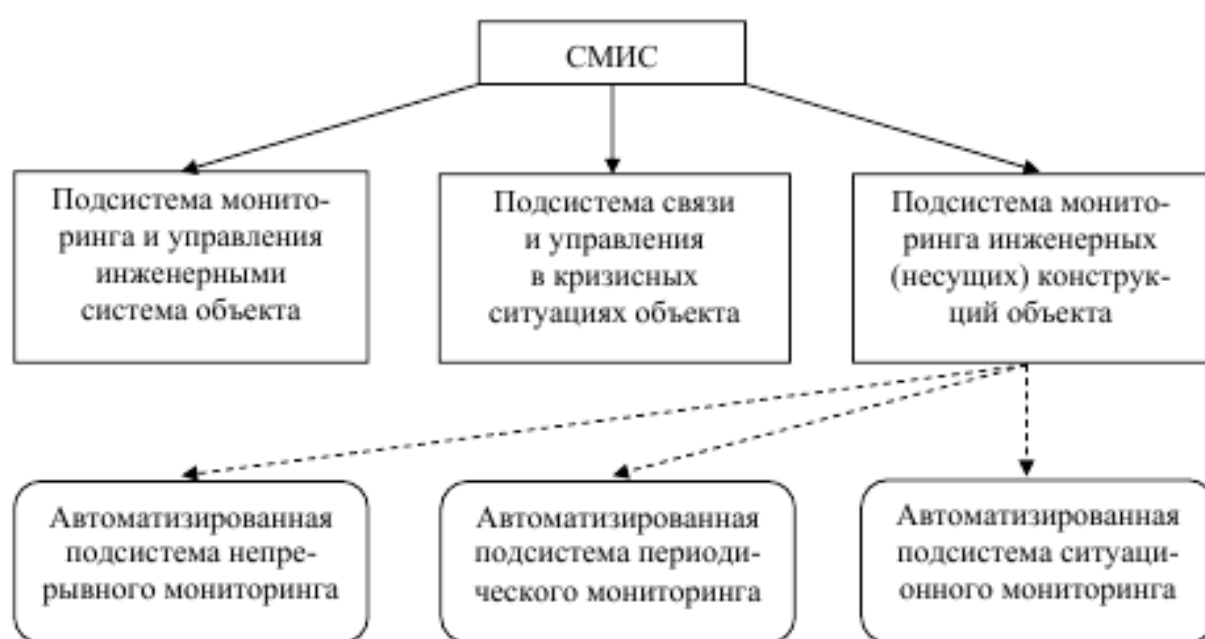 СМИС
Подсистема монито-
ринга и управления
инженерными
система объекта
Подсистема связи
и управления
в кризисных
ситуациях объекта
Подсистема монито-
ринга инженерных
(несущих) конструк-
ций объекта
Автоматизированная
подсистема непре-
рывного мониторинга
Автоматизированная
подсистема периоди-
ческого мониторинга
Автоматизированная
подсистема ситуаци-
онного мониторинга